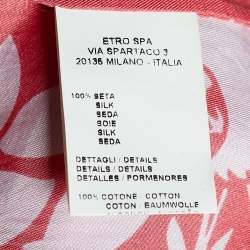 ETRO SPA
VIA SPARTACO 3
20135 MILANO - ITALIA
100% SETA
SILK
SEDA
SOIE
SILK
SEDA
DETTAGLI / DETAILS
DETAILS / DETAILS
DETALLES / PORMENORES
100% COTONE / COTTON
COTON / BAUMWOLLE